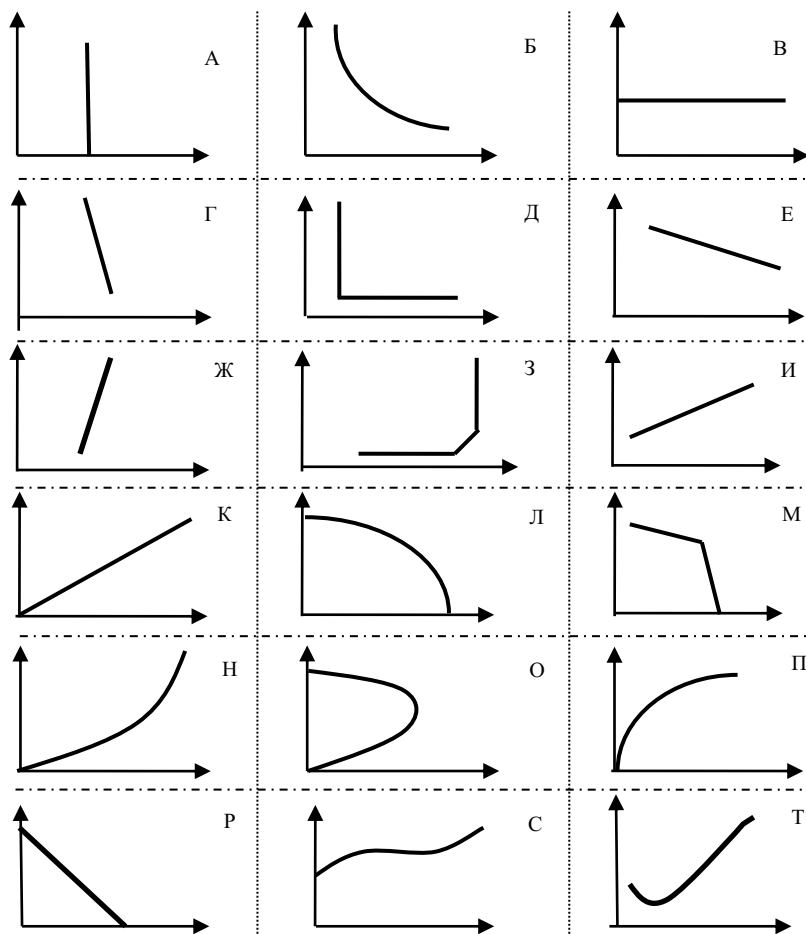 А Б В
Г Д Е
Ж З И
К Л М
Н О П
Р С Т